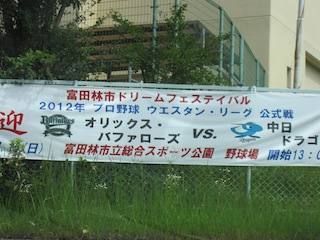 富田林市ドリームフェスティバル
2012年 プロ野球 ウエスタン・リーグ 公式戦
迎
Buffaloes
オリックス・バファローズ VS. 中日ドラゴ
(日) 富田林市立総合スポーツ公園 野球場 開始13:0